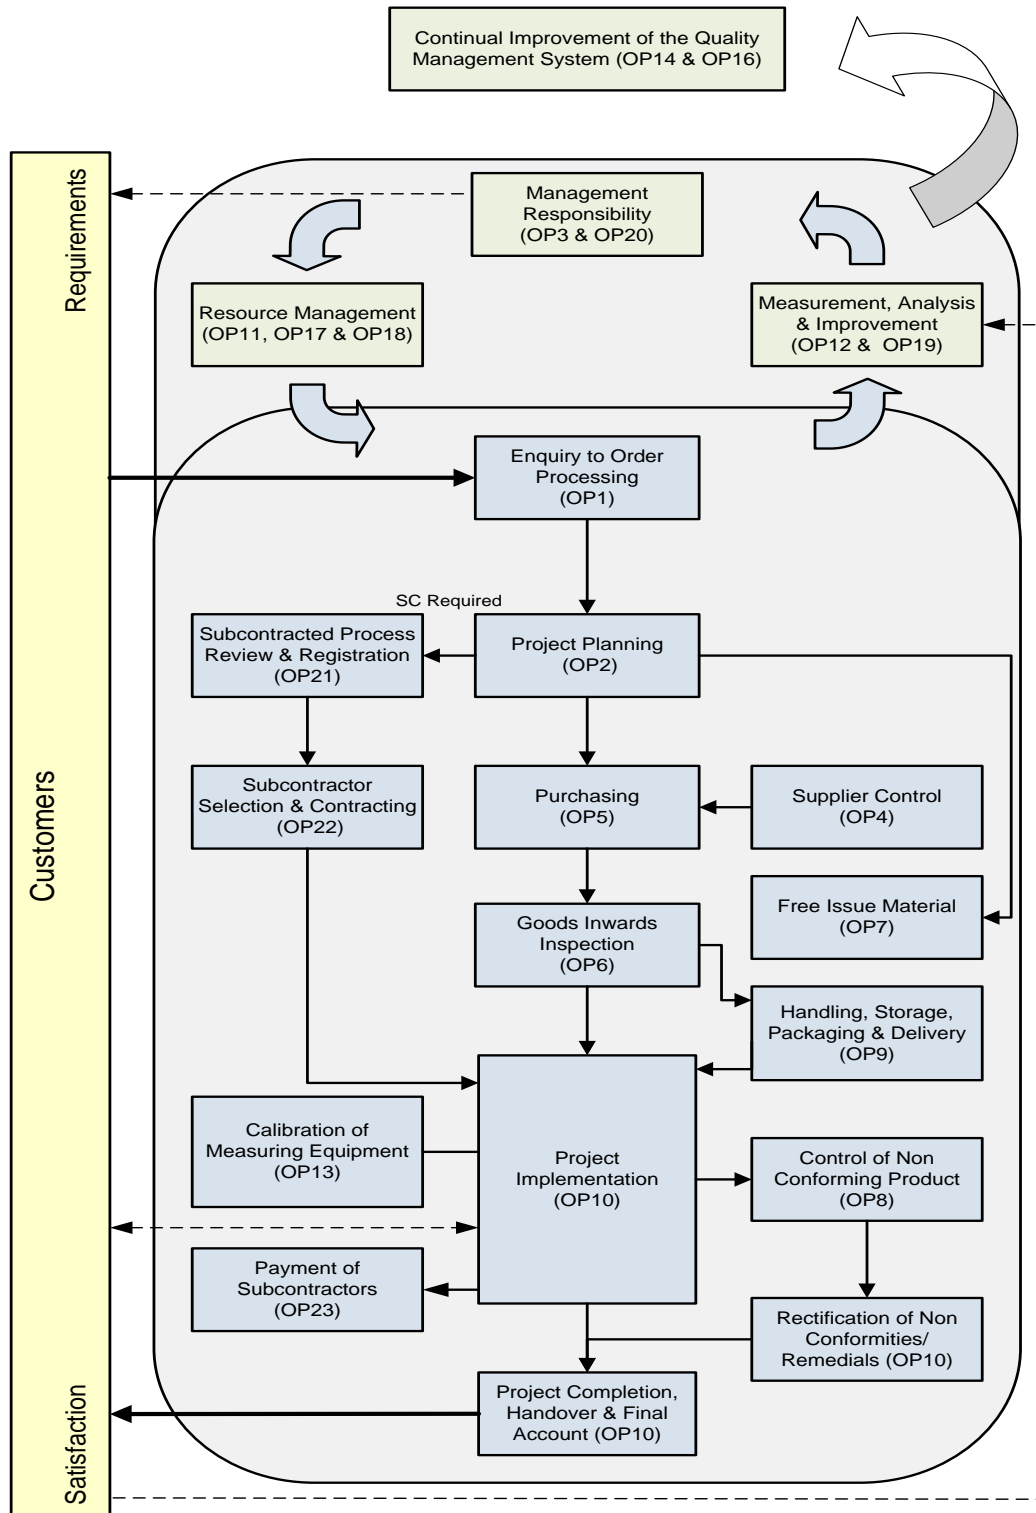 Continual Improvement of the Quality
Management System (OP14 & OP16)
Requirements
Management
Responsibility
(OP3 & OP20)
Resource Management
(OP11, OP17 & OP18)
Measurement, Analysis
& Improvement
(OP12 &  OP19)
Enquiry to Order
Processing
(OP1)
SC Required
Subcontracted Process
Review & Registration
(OP21)
Project Planning
(OP2)
Customers
Subcontractor
Selection & Contracting
(OP22)
Purchasing
(OP5)
Supplier Control
(OP4)
Free Issue Material
(OP7)
Goods Inwards
Inspection
(OP6)
Handling, Storage,
Packaging & Delivery
(OP9)
Calibration of
Measuring Equipment
(OP13)
Project
Implementation
(OP10)
Control of Non
Conforming Product
(OP8)
Payment of
Subcontractors
(OP23)
Rectification of Non
Conformities/
Remedials (OP10)
Project Completion,
Handover & Final
Account (OP10)
Satisfaction